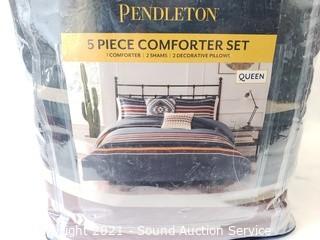 PENDLETON
5 PIECE COMFORTER SET
1 COMFORTER | 2 SHAMS | 2 DECORATIVE PILLOWS
QUEEN
Copyright 2021 - Sound Auction Service